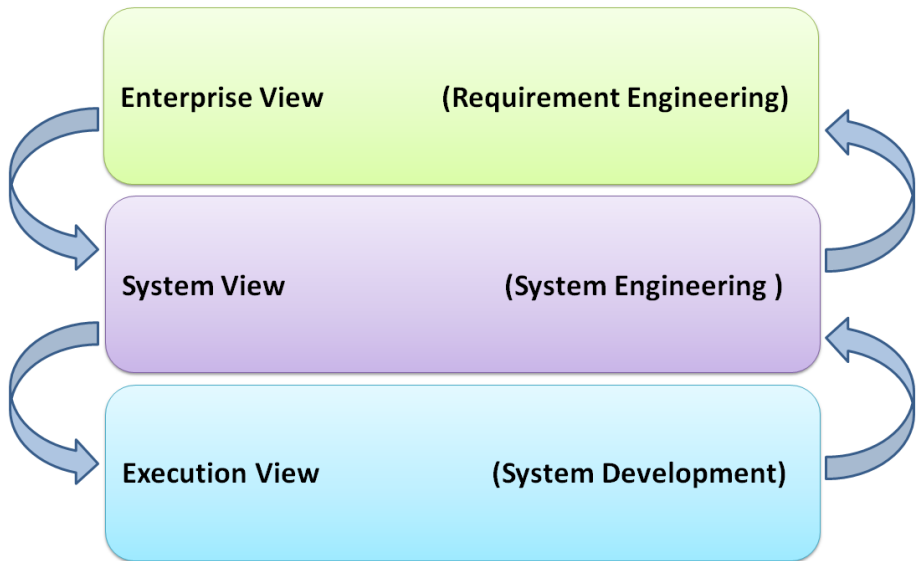 Enterprise View (Requirement Engineering)
System View (System Engineering )
Execution View (System Development)